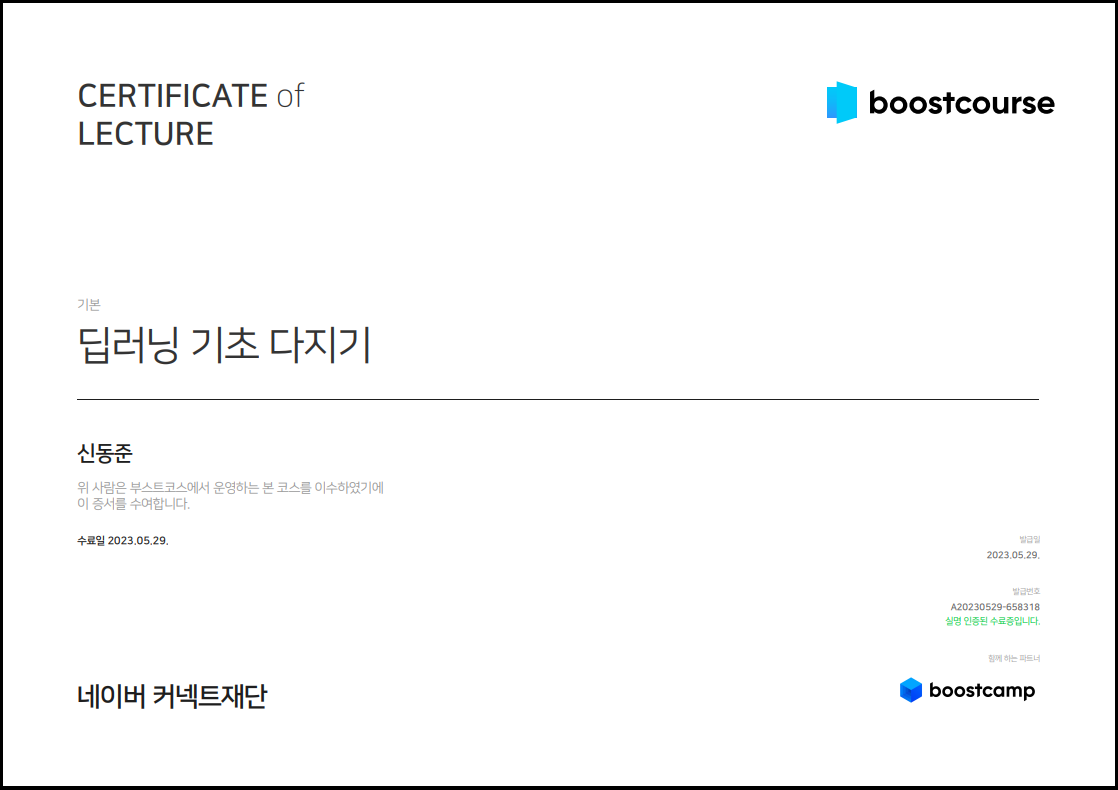 CERTIFICATE of
LECTURE
boostcourse
기본
딥러닝 기초 다지기
신동준
위 사람은 부스트코스에서 운영하는 본 코스를 이수하였기에
이 증서를 수여합니다.
수료일 2023.05.29.
발급일
2023.05.29.
발급번호
A20230529-658318
실명 인증된 수료증입니다.
함께 하는 파트너
네이버 커넥트재단
boostcamp